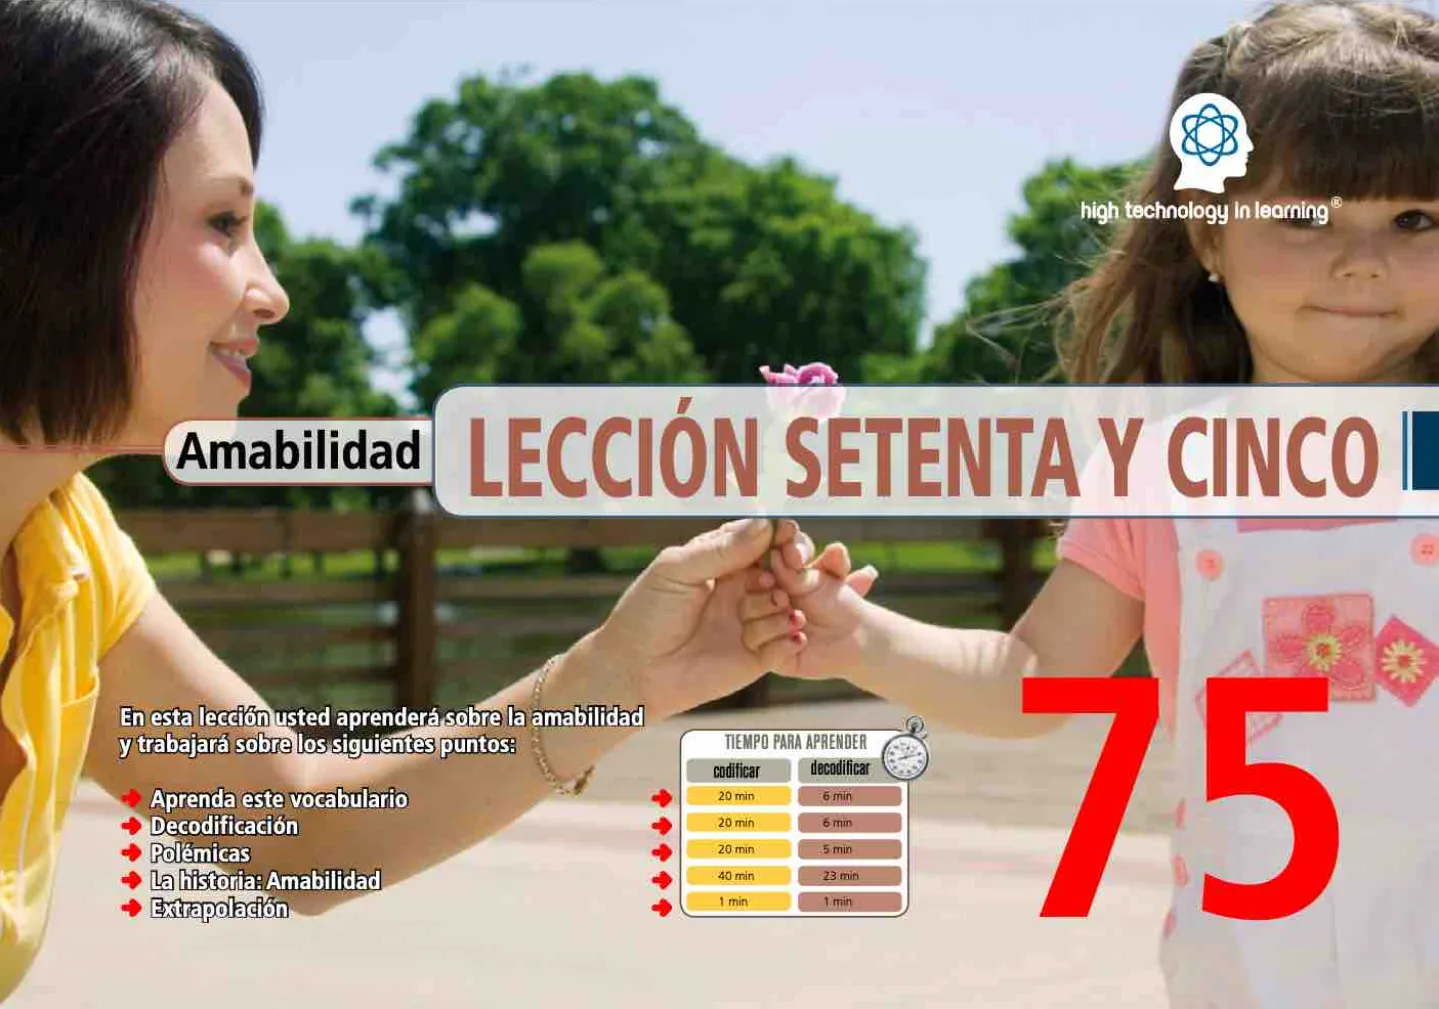 high technology in learning®
Amabilidad
LECCIÓN SETENTA Y CINCO
En esta lección usted aprenderá sobre la amabilidad
y trabajará sobre los siguientes puntos:
Aprenda este vocabulario
Decodificación
Polémicas
La historia: Amabilidad
Extrapolación
TIEMPO PARA APRENDER
codificar decodificar
20 min 6 min
20 min 6 min
20 min 5 min
40 min 23 min
1 min 1 min
75